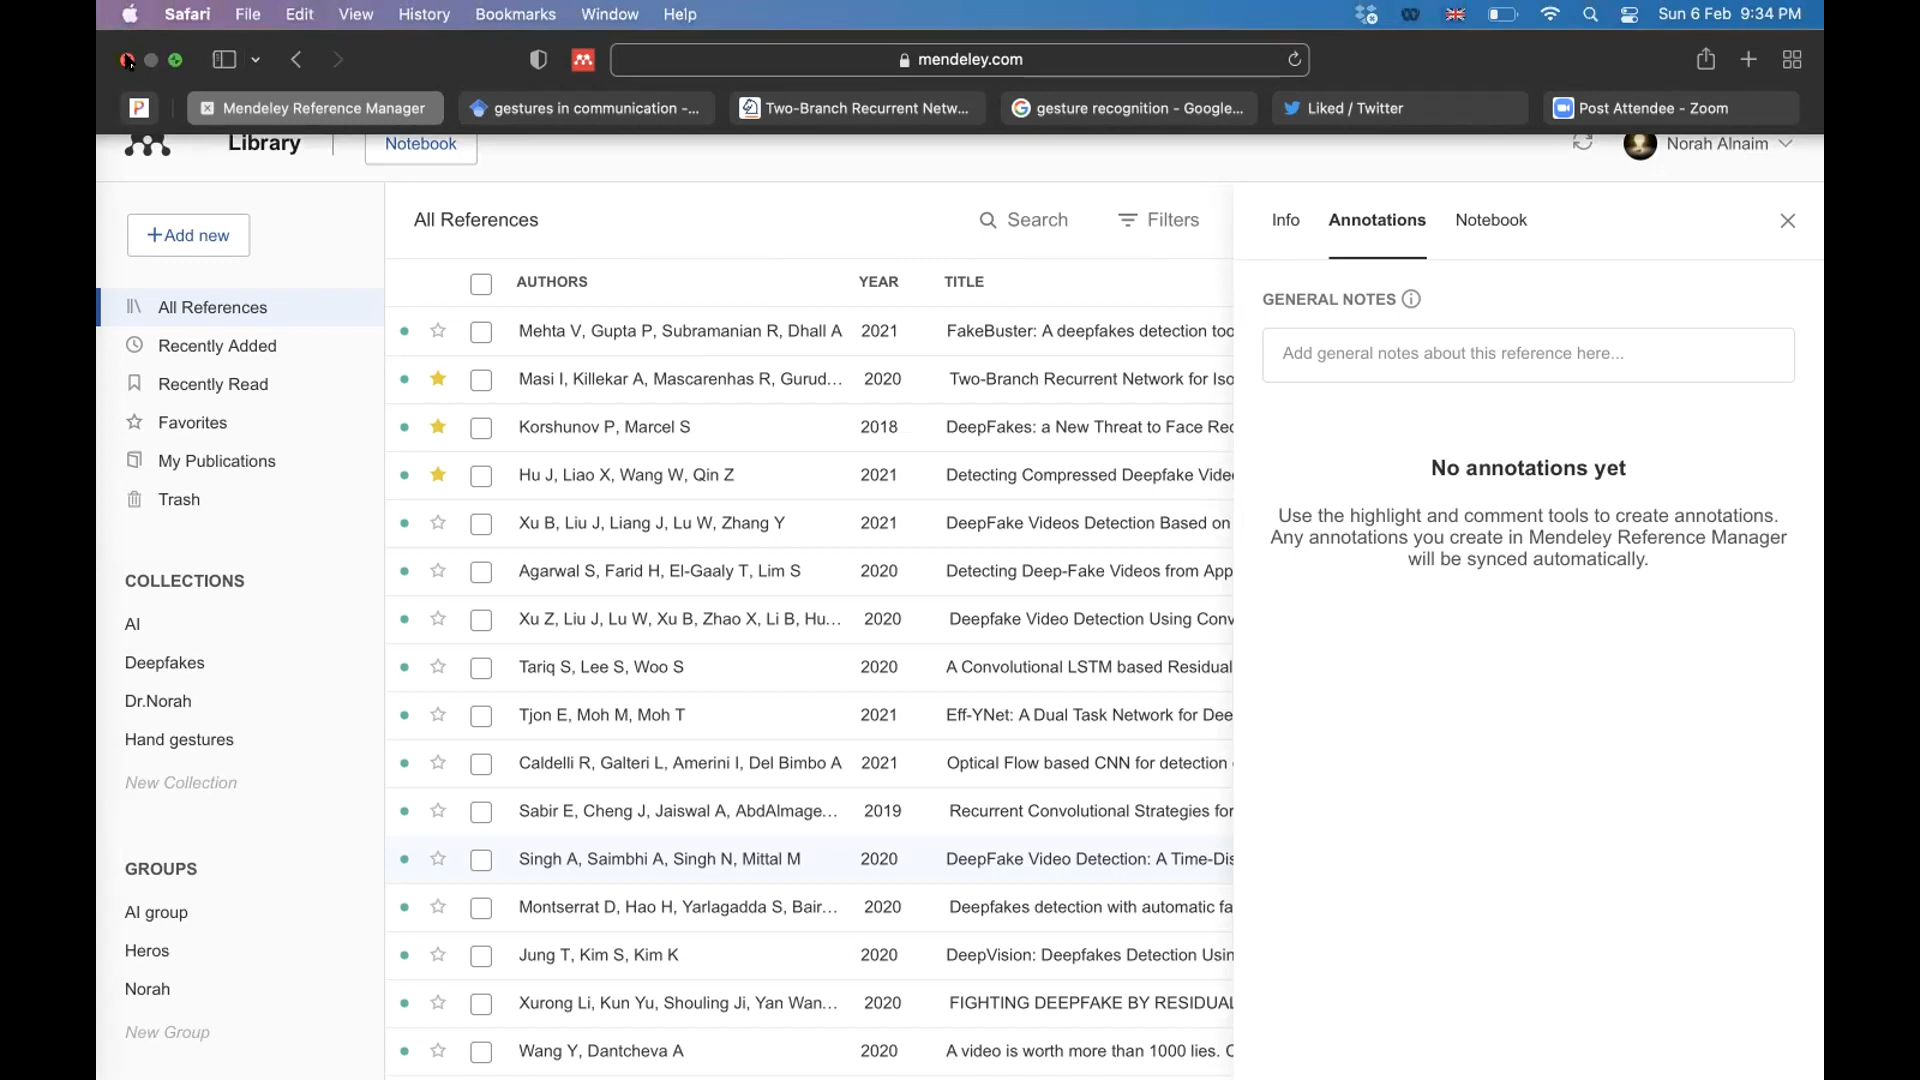 Safari File Edit View History Bookmarks Window Help Sun 6 Feb 9:34 PM
mendeley.com
P Mendeley Reference Manager gestures in communication -... Two-Branch Recurrent Netw... gesture recognition - Google... Liked / Twitter Post Attendee - Zoom
Library Notebook Norah Alnaim
+Add new
All References
Recently Added
Recently Read
Favorites
My Publications
Trash
COLLECTIONS
AI
Deepfakes
Dr.Norah
Hand gestures
New Collection
GROUPS
AI group
Heros
Norah
New Group
All References Search Filters
AUTHORS YEAR TITLE
Mehta V, Gupta P, Subramanian R, Dhall A 2021 FakeBuster: A deepfakes detection too
Masi I, Killekar A, Mascarenhas R, Gurud... 2020 Two-Branch Recurrent Network for Iso
Korshunov P, Marcel S 2018 DeepFakes: a New Threat to Face Rec
Hu J, Liao X, Wang W, Qin Z 2021 Detecting Compressed Deepfake Vide
Xu B, Liu J, Liang J, Lu W, Zhang Y 2021 DeepFake Videos Detection Based on
Agarwal S, Farid H, El-Gaaly T, Lim S 2020 Detecting Deep-Fake Videos from App
Xu Z, Liu J, Lu W, Xu B, Zhao X, Li B, Hu... 2020 Deepfake Video Detection Using Conv
Tariq S, Lee S, Woo S 2020 A Convolutional LSTM based Residual
Tjon E, Moh M, Moh T 2021 Eff-YNet: A Dual Task Network for Dee
Caldelli R, Galteri L, Amerini I, Del Bimbo A 2021 Optical Flow based CNN for detection
Sabir E, Cheng J, Jaiswal A, AbdAlmage... 2019 Recurrent Convolutional Strategies for
Singh A, Saimbhi A, Singh N, Mittal M 2020 DeepFake Video Detection: A Time-Dis
Montserrat D, Hao H, Yarlagadda S, Bair... 2020 Deepfakes detection with automatic fa
Jung T, Kim S, Kim K 2020 DeepVision: Deepfakes Detection Usin
Xurong Li, Kun Yu, Shouling Ji, Yan Wan... 2020 FIGHTING DEEPFAKE BY RESIDUAL
Wang Y, Dantcheva A 2020 A video is worth more than 1000 lies. C
Info Annotations Notebook
GENERAL NOTES
Add general notes about this reference here...
No annotations yet
Use the highlight and comment tools to create annotations.
Any annotations you create in Mendeley Reference Manager
will be synced automatically.